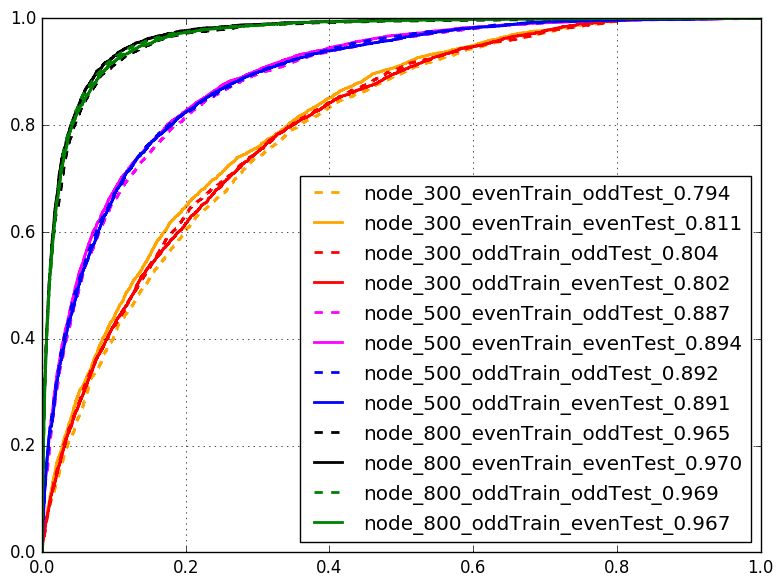 1.0
0.8
0.6
0.4
0.2
0.0
node_300_evenTrain_oddTest_0.794
node_300_evenTrain_evenTest_0.811
node_300_oddTrain_oddTest_0.804
node_300_oddTrain_evenTest_0.802
node_500_evenTrain_oddTest_0.887
node_500_evenTrain_evenTest_0.894
node_500_oddTrain_oddTest_0.892
node_500_oddTrain_evenTest_0.891
node_800_evenTrain_oddTest_0.965
node_800_evenTrain_evenTest_0.970
node_800_oddTrain_oddTest_0.969
node_800_oddTrain_evenTest_0.967
0.0 0.2 0.4 0.6 0.8 1.0